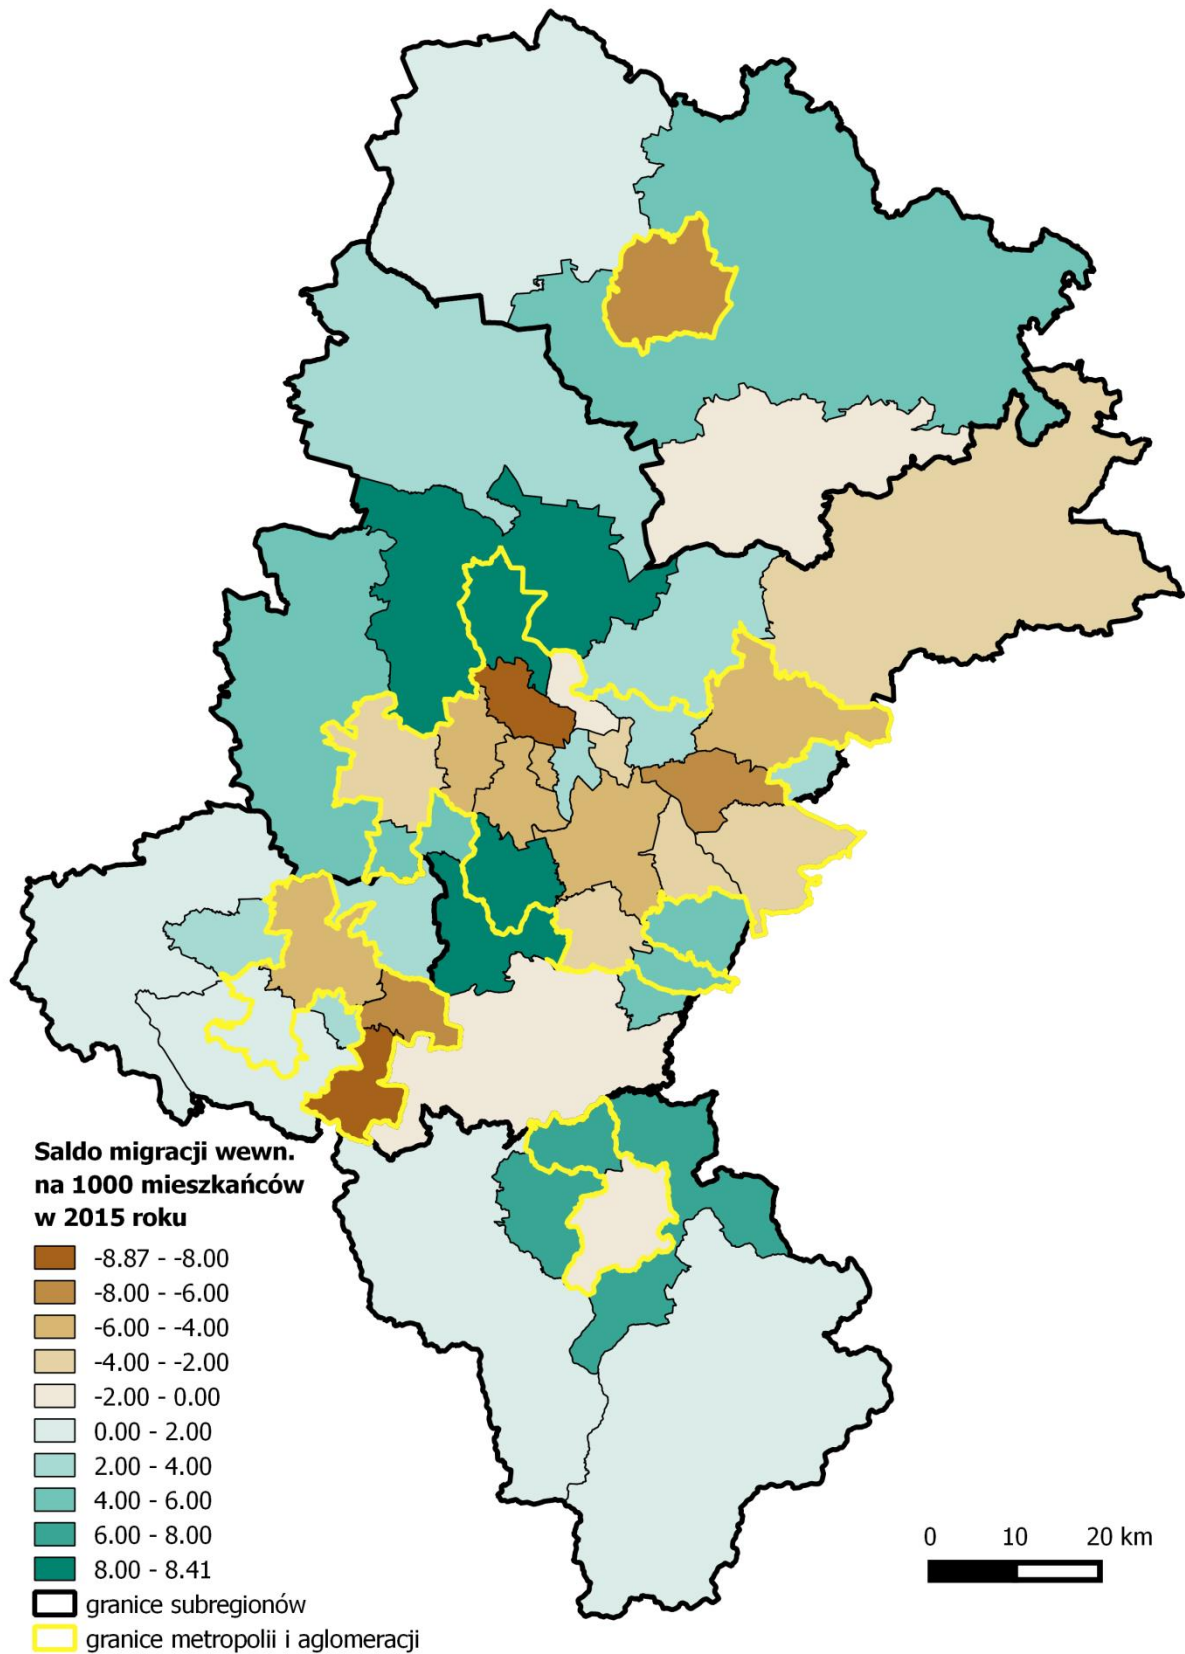 Saldo migracji wewn.
na 1000 mieszkańców
w 2015 roku
-8.87 - -8.00
-8.00 - -6.00
-6.00 - -4.00
-4.00 - -2.00
-2.00 - 0.00
0.00 - 2.00
2.00 - 4.00
4.00 - 6.00
6.00 - 8.00
8.00 - 8.41
granice subregionów
granice metropolii i aglomeracji
0 10 20 km